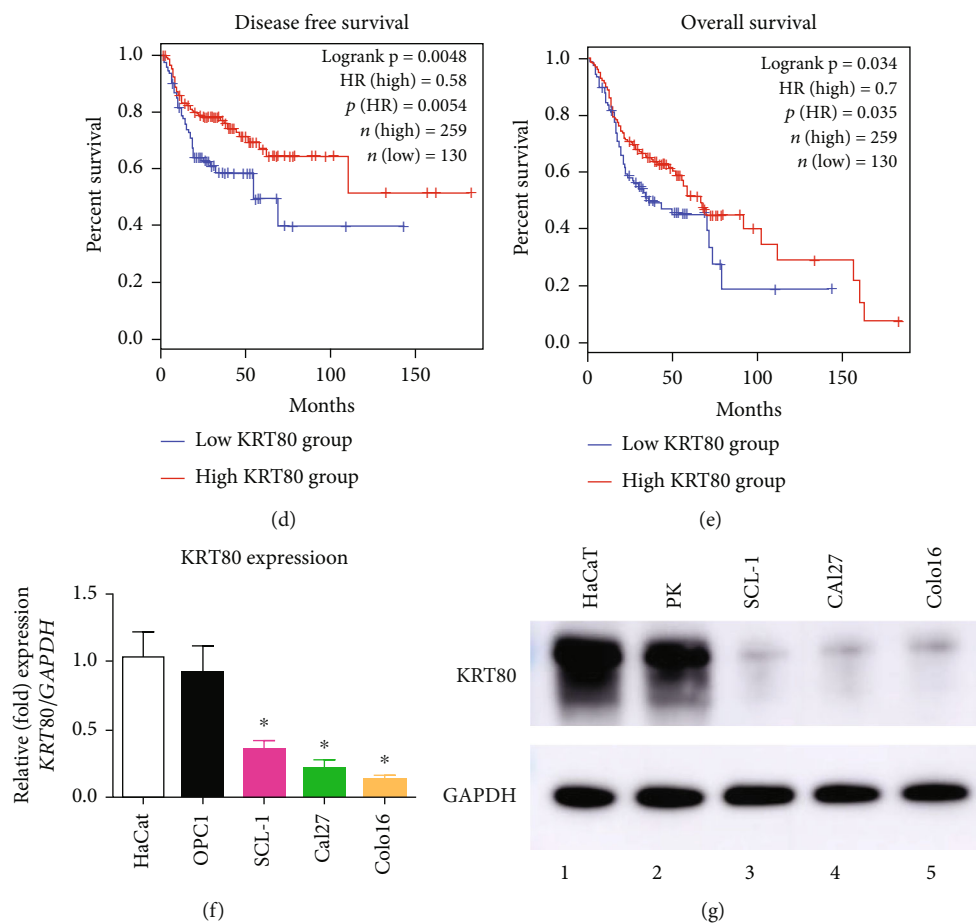 Disease free survival
Logrank p = 0.0048
HR (high) = 0.58
p (HR) = 0.0054
n (high) = 259
n (low) = 130
Percent survival
1.0
0.8
0.6
0.4
0.2
0.0
0
50
100
150
Months
Low KRT80 group
High KRT80 group
(d)
Overall survival
Logrank p = 0.034
HR (high) = 0.7
p (HR) = 0.035
n (high) = 259
n (low) = 130
Percent survival
1.0
0.8
0.6
0.4
0.2
0.0
0
50
100
150
Months
Low KRT80 group
High KRT80 group
(e)
KRT80 expressioon
Relative (fold) expression
KRT80/GAPDH
1.5
1.0
0.5
0.0
*
*
*
HaCat
OPC1
SCL-1
Cal27
Colo16
(f)
HaCaT
PK
SCL-1
CAl27
Colo16
KRT80
GAPDH
1
2
3
4
5
(g)